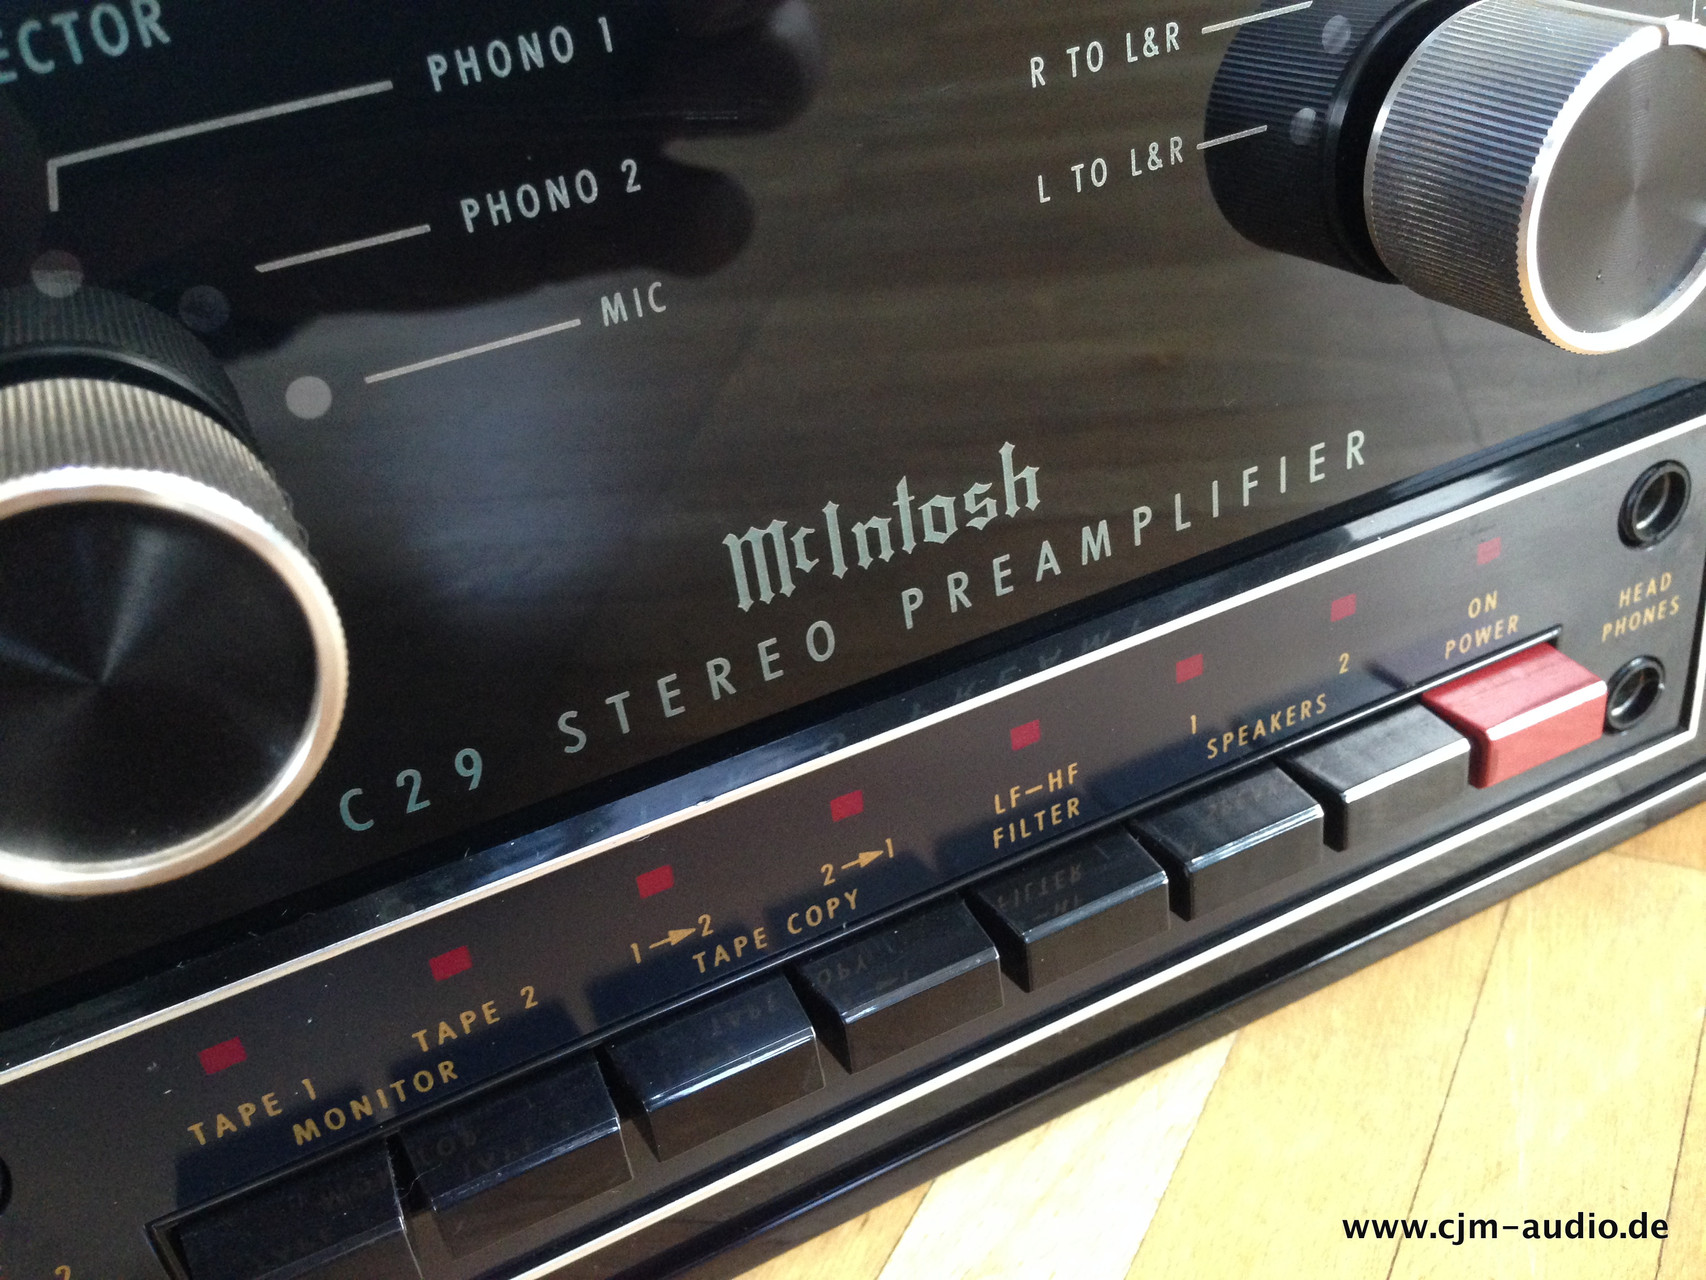 ECTOR
PHONO 1
PHONO 2
MIC
R TO L&R
L TO L&R
McIntosh
C29 STEREO PREAMPLIFIER
TAPE 1
TAPE 2
MONITOR
1→2
2→1
TAPE COPY
LF-HF
FILTER
1
2
SPEAKERS
ON
POWER
HEAD
PHONES
2
www.cjm-audio.de